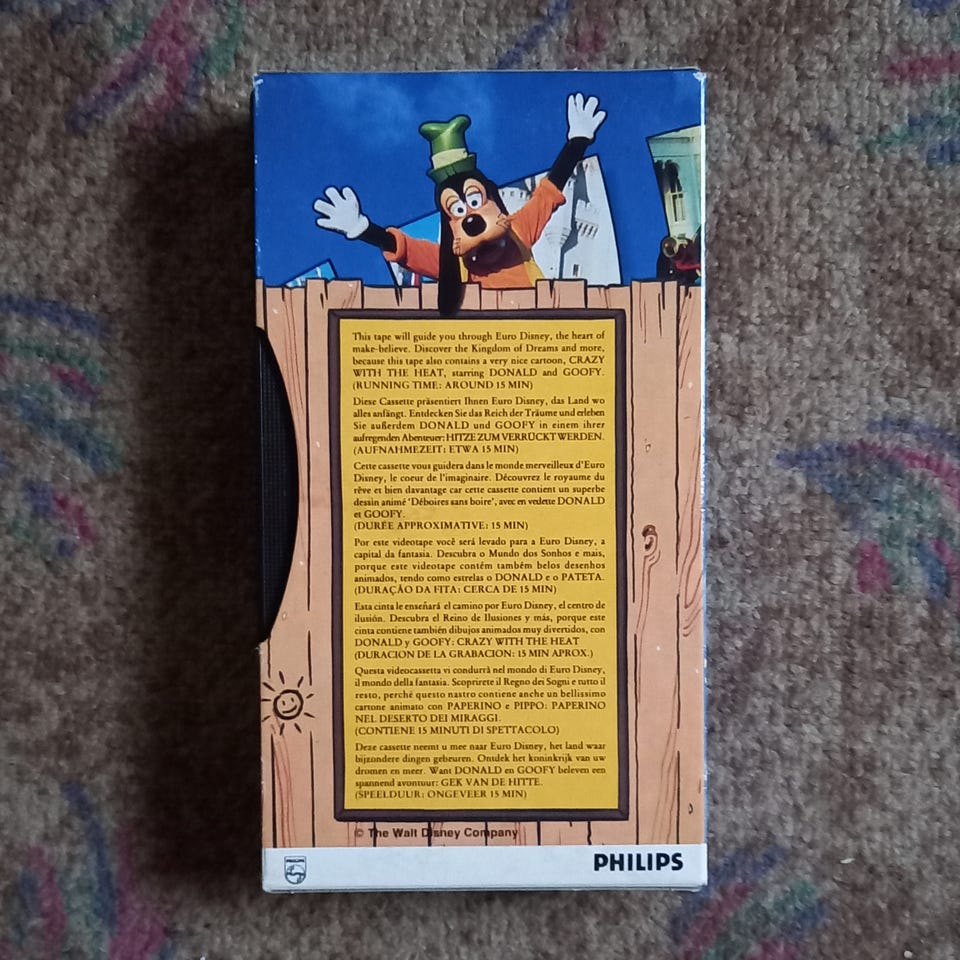 This tape will guide you through Euro Disney, the heart of
make-believe. Discover the Kingdom of Dreams and more,
because this tape also contains a very nice cartoon, CRAZY
WITH THE HEAT, starring DONALD and GOOFY.
(RUNNING TIME: AROUND 15 MIN)
Diese Cassette präsentiert Ihnen Euro Disney, das Land wo
alles anfängt. Entdecken Sie das Reich der Träume und erleben
Sie außerdem DONALD und GOOFY in einem ihrer
aufregenden Abenteuer: HITZE ZUM VERRÜCKT WERDEN.
(AUFNAHMEZEIT: ETWA 15 MIN)
Cette cassette vous guidera dans le monde merveilleux d'Euro
Disney, le coeur de l'imaginaire. Découvrez le royaume du
rêve et bien davantage car cette cassette contient un superbe
dessin animé 'Déboires sans boire', avec en vedette DONALD
et GOOFY.
(DURÉE APPROXIMATIVE: 15 MIN)
Por este videotape você será levado para a Euro Disney, a
capital da fantasia. Descubra o Mundo dos Sonhos e mais,
porque este videotape contém também belos desenhos
animados, tendo como estrelas o DONALD e o PATETA.
(DURAÇÃO DA FITA: CERCA DE 15 MIN)
Esta cinta le enseñará el camino por Euro Disney, el centro de
ilusión. Descubra el Reino de Ilusiones y más, porque esta
cinta contiene también dibujos animados muy divertidos, con
DONALD y GOOFY: CRAZY WITH THE HEAT
(DURACION DE LA GRABACION: 15 MIN APROX.)
Questa videocassetta vi condurrà nel mondo di Euro Disney,
il mondo della fantasia. Scoprirete il Regno dei Sogni e tutto il
resto, perché questo nastro contiene anche un bellissimo
cartone animato con PAPERINO e PIPPO: PAPERINO
NEL DESERTO DEI MIRAGGI.
(CONTIENE 15 MINUTI DI SPETTACOLO)
Deze cassette neemt u mee naar Euro Disney, het land waar
bijzondere dingen gebeuren. Ontdek het koninkrijk van uw
dromen en meer. Want DONALD en GOOFY beleven een
spannend avontuur: GEK VAN DE HITTE.
(SPEELDUUR: ONGEVEER 15 MIN)
© The Walt Disney Company
PHILIPS
PHILIPS